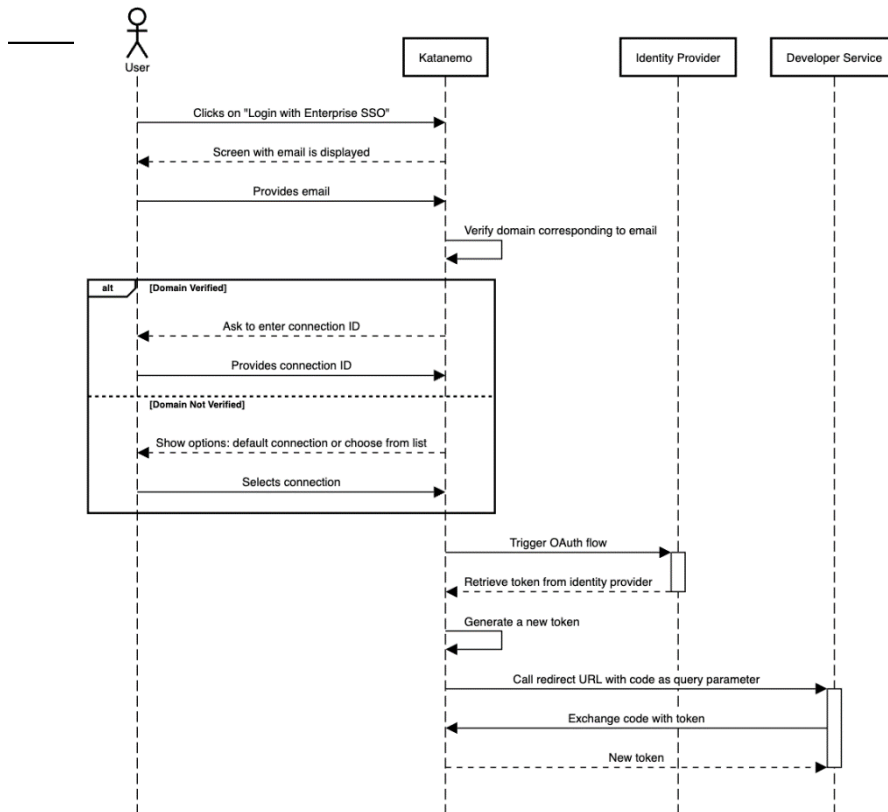 User
Katanemo
Identity Provider
Developer Service
Clicks on "Login with Enterprise SSO"
Screen with email is displayed
Provides email
Verify domain corresponding to email
alt
[Domain Verified]
Ask to enter connection ID
Provides connection ID
[Domain Not Verified]
Show options: default connection or choose from list
Selects connection
Trigger OAuth flow
Retrieve token from identity provider
Generate a new token
Call redirect URL with code as query parameter
Exchange code with token
New token